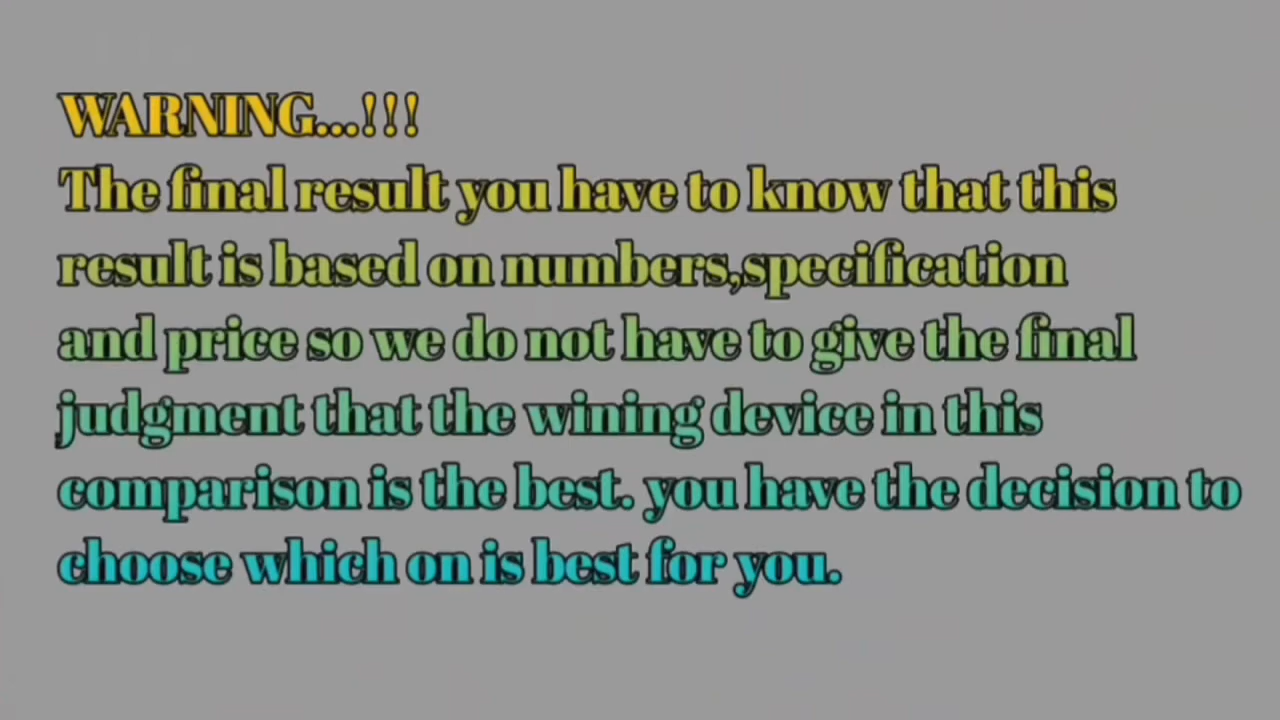 WARNING...!!!
The final result you have to know that this
result is based on numbers,specification
and price so we do not have to give the final
judgment that the wining device in this
comparison is the best. you have the decision to
choose which on is best for you.